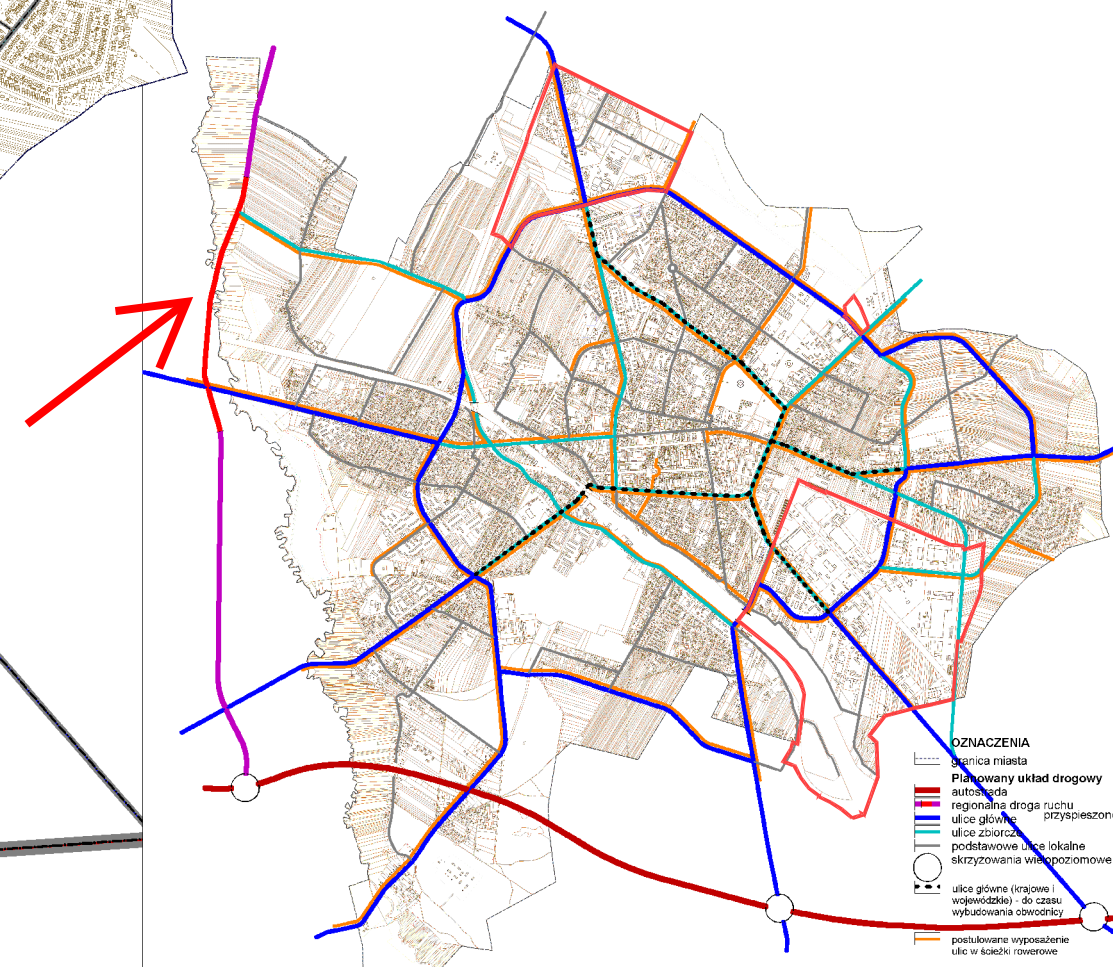 OZNACZENIA
granica miasta
Planowany układ drogowy
autostrada
regionalna droga ruchu
przyspieszone
ulice główne
ulice zbiorcze
podstawowe ulice lokalne
skrzyżowania wielopoziomowe
ulice główne (krajowe i
wojewódzkie) - do czasu
wybudowania obwodnicy
postulowane wyposażenie
ulic w ścieżki rowerowe